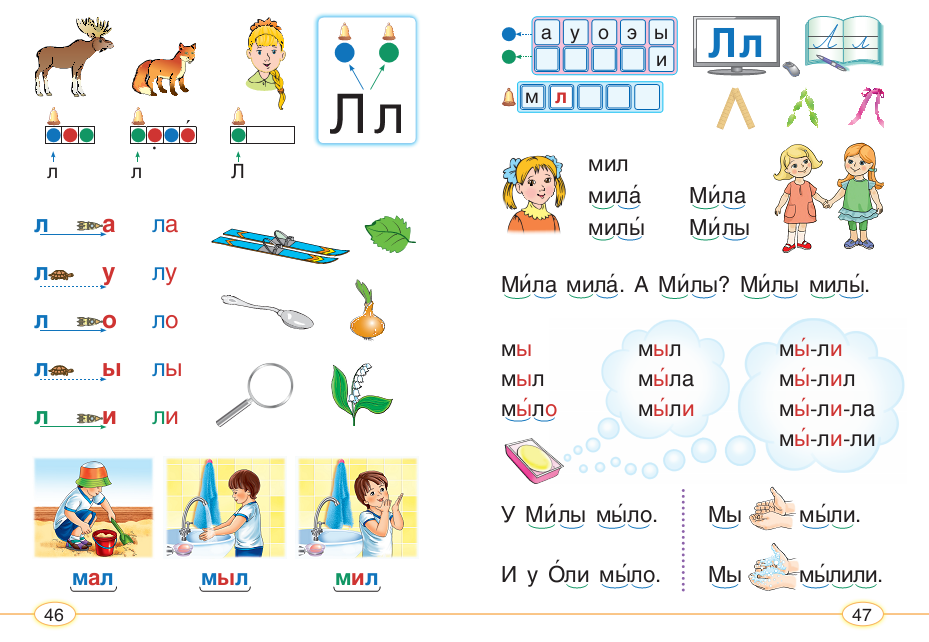 Л л
л
л
Л
л а ла
л у лу
л о ло
л ы лы
л и ли
мал
мыл
мил
46
а у о э ы
и
м л
Лл
Л л
мил
мила́ Ми́ла
милы́ Ми́лы
Ми́ла мила́. А Ми́лы? Ми́лы милы́.
мы
мыл
мы́ло
мыл
мы́ла
мы́ли
мы́-ли
мы́-лил
мы́-ли-ла
мы́-ли-ли
У Ми́лы мы́ло.
И у О́ли мы́ло.
Мы мы́ли.
Мы мы́лили.
47